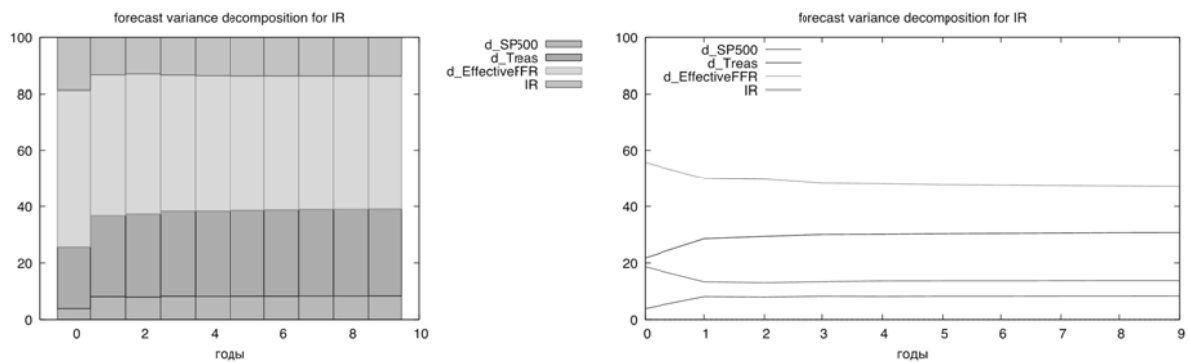 forecast variance decomposition for IR
100
80
60
40
20
0
0 2 4 6 8 10
годы
d_SP500
d_Treas
d_EffectiveFFR
IR
forecast variance decomposition for IR
100
80
60
40
20
0
0 1 2 3 4 5 6 7 8 9
годы
d_SP500
d_Treas
d_EffectiveFFR
IR